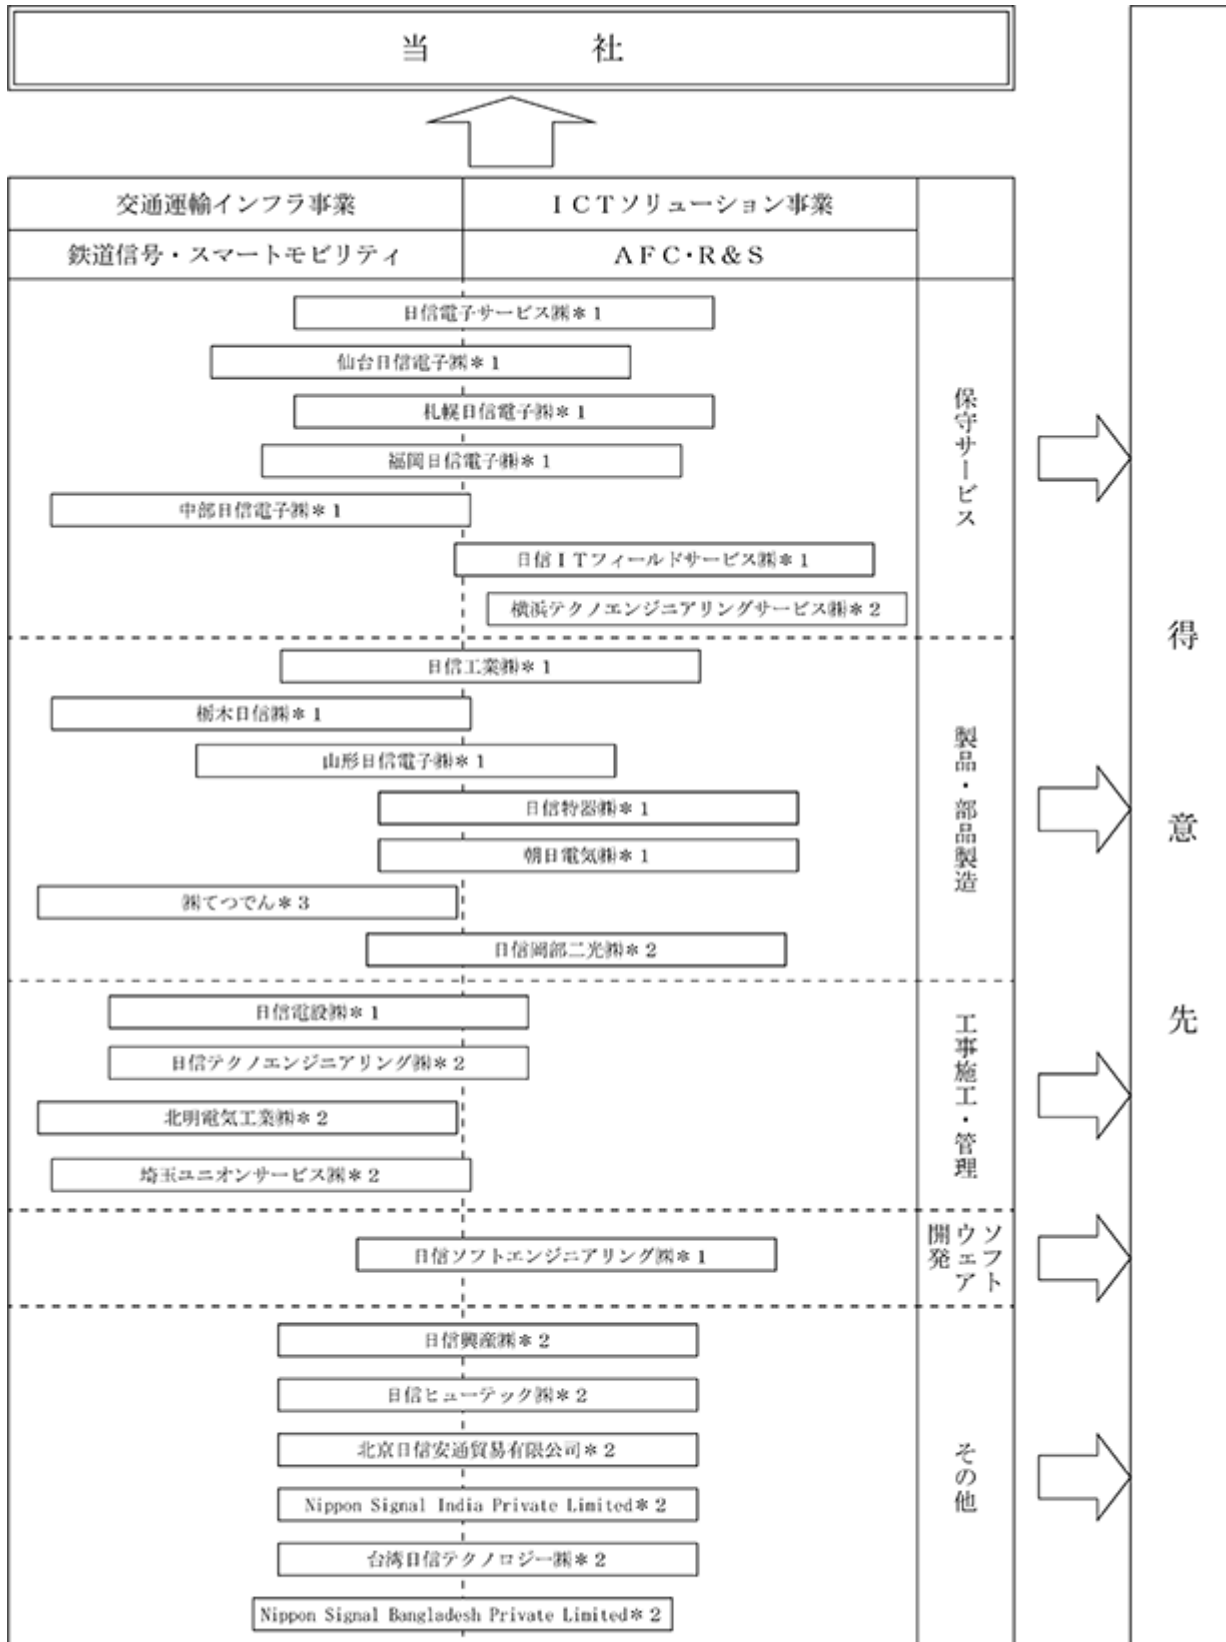 当社
交通運輸インフラ事業
ICTソリューション事業
鉄道信号・スマートモビリティ
AFC・R&S
日信電子サービス㈱＊1
仙台日信電子㈱＊1
札幌日信電子㈱＊1
福岡日信電子㈱＊1
中部日信電子㈱＊1
日信ITフィールドサービス㈱＊1
横浜テクノエンジニアリングサービス㈱＊2
保守サービス
日信工業㈱＊1
栃木日信㈱＊1
山形日信電子㈱＊1
日信特器㈱＊1
朝日電気㈱＊1
㈱てつでん＊3
日信岡部二光㈱＊2
製品・部品製造
日信電設㈱＊1
日信テクノエンジニアリング㈱＊2
北明電気工業㈱＊2
埼玉ユニオンサービス㈱＊2
工事施工・管理
日信ソフトエンジニアリング㈱＊1
ソフト
ウェア
開発
日信興産㈱＊2
日信ヒューテック㈱＊2
北京日信安通貿易有限公司＊2
Nippon Signal India Private Limited＊2
台湾日信テクノロジー㈱＊2
Nippon Signal Bangladesh Private Limited＊2
その他
得意先